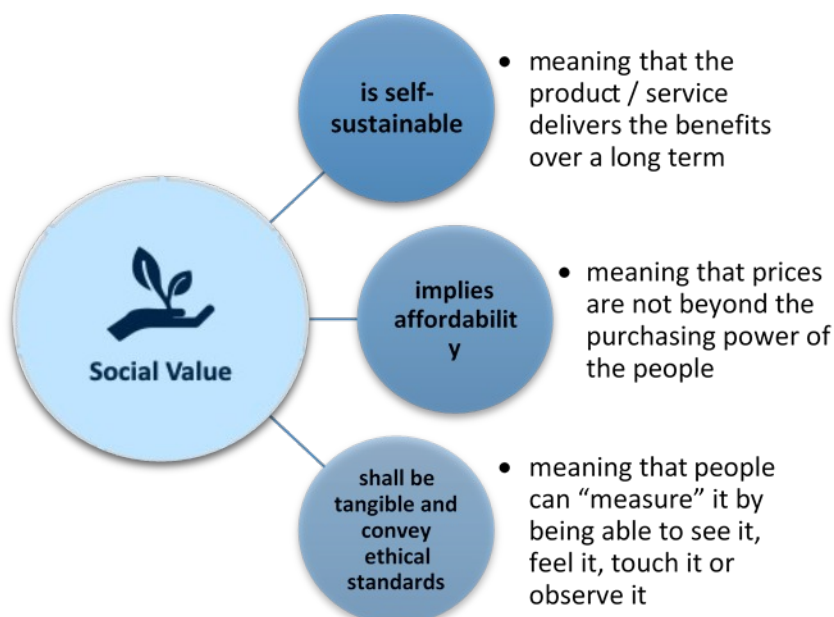 Social Value
is self-
sustainable
• meaning that the
product / service
delivers the benefits
over a long term
implies
affordabilit
y
• meaning that prices
are not beyond the
purchasing power of
the people
shall be
tangible and
convey
ethical
standards
• meaning that people
can “measure” it by
being able to see it,
feel it, touch it or
observe it